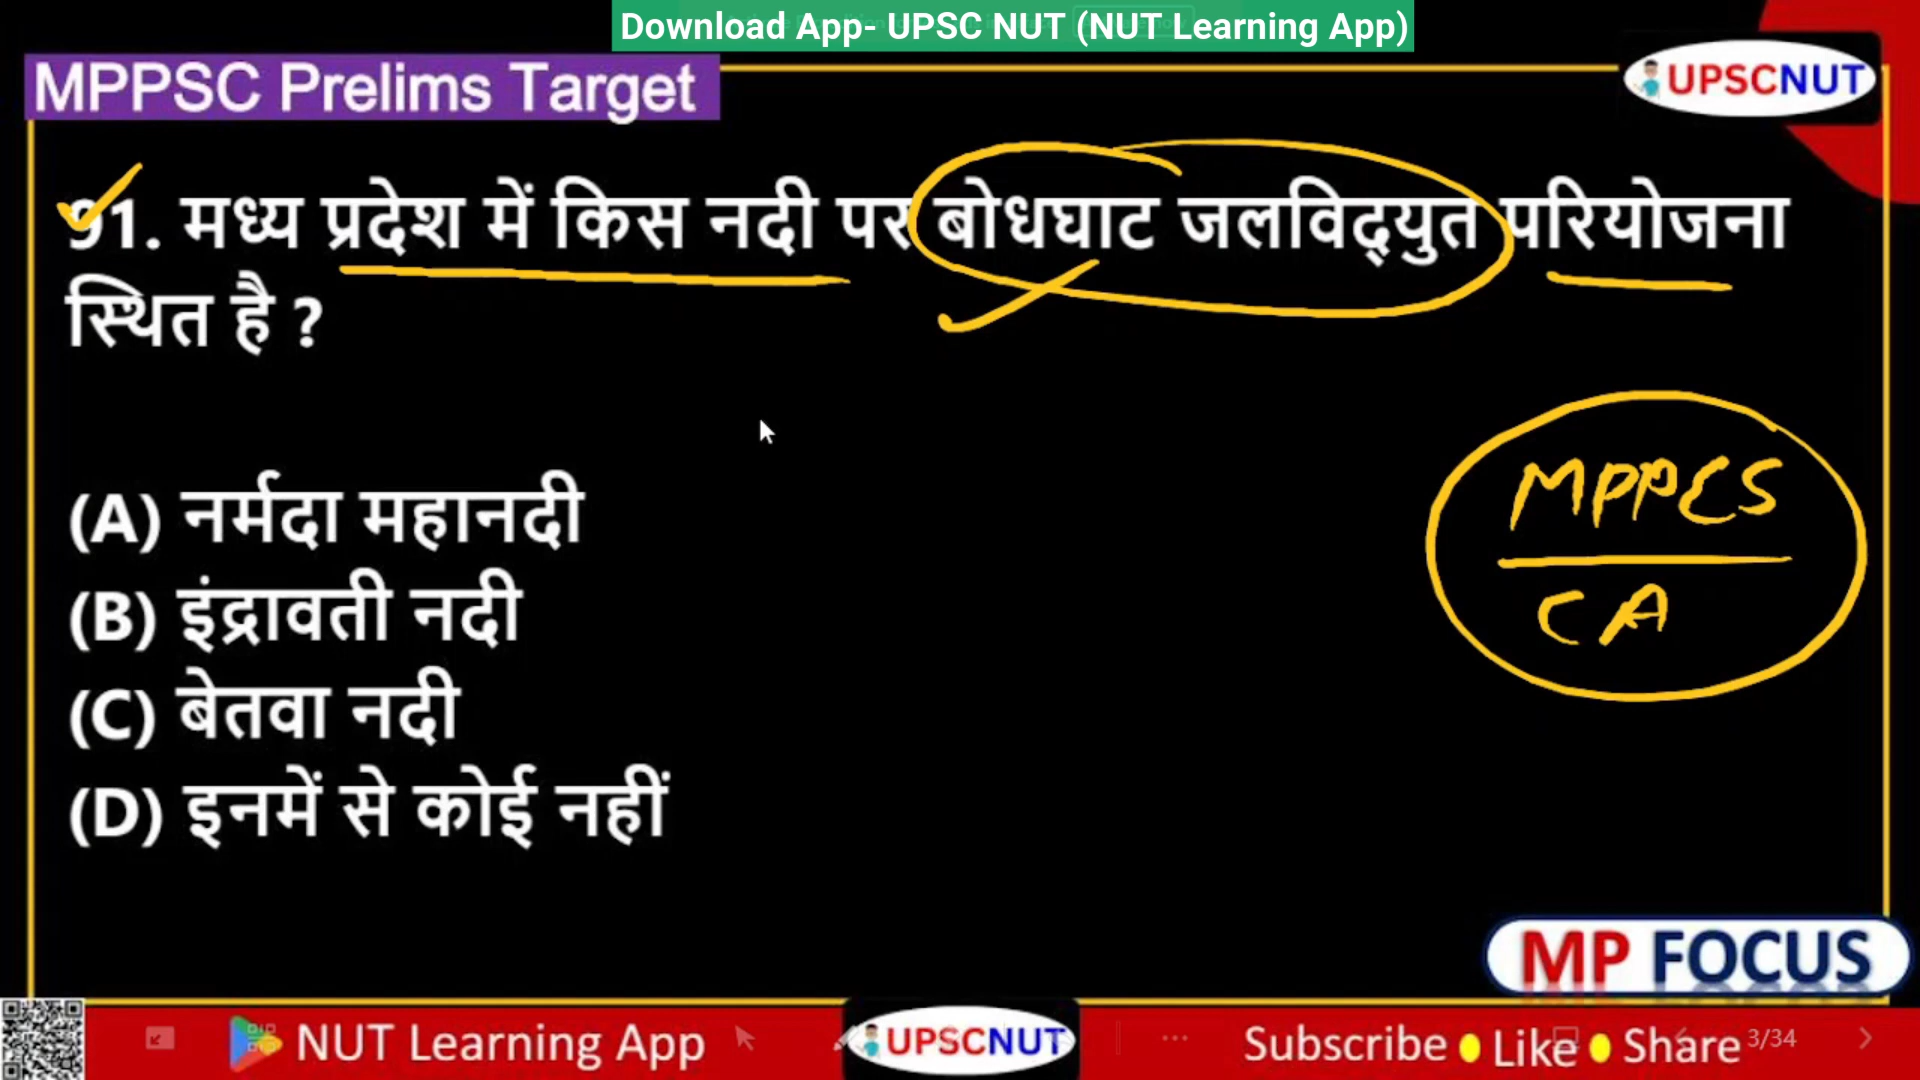 Download App- UPSC NUT (NUT Learning App)
MPPSC Prelims Target
UPSCNUT
91. मध्य प्रदेश में किस नदी पर बोधघाट जलविद्युत परियोजना
स्थित है ?
MPPCS
CA
(A) नर्मदा महानदी
(B) इंद्रावती नदी
(C) बेतवा नदी
(D) इनमें से कोई नहीं
MP FOCUS
NUT Learning App
UPSCNUT
Subscribe Like Share
3/34